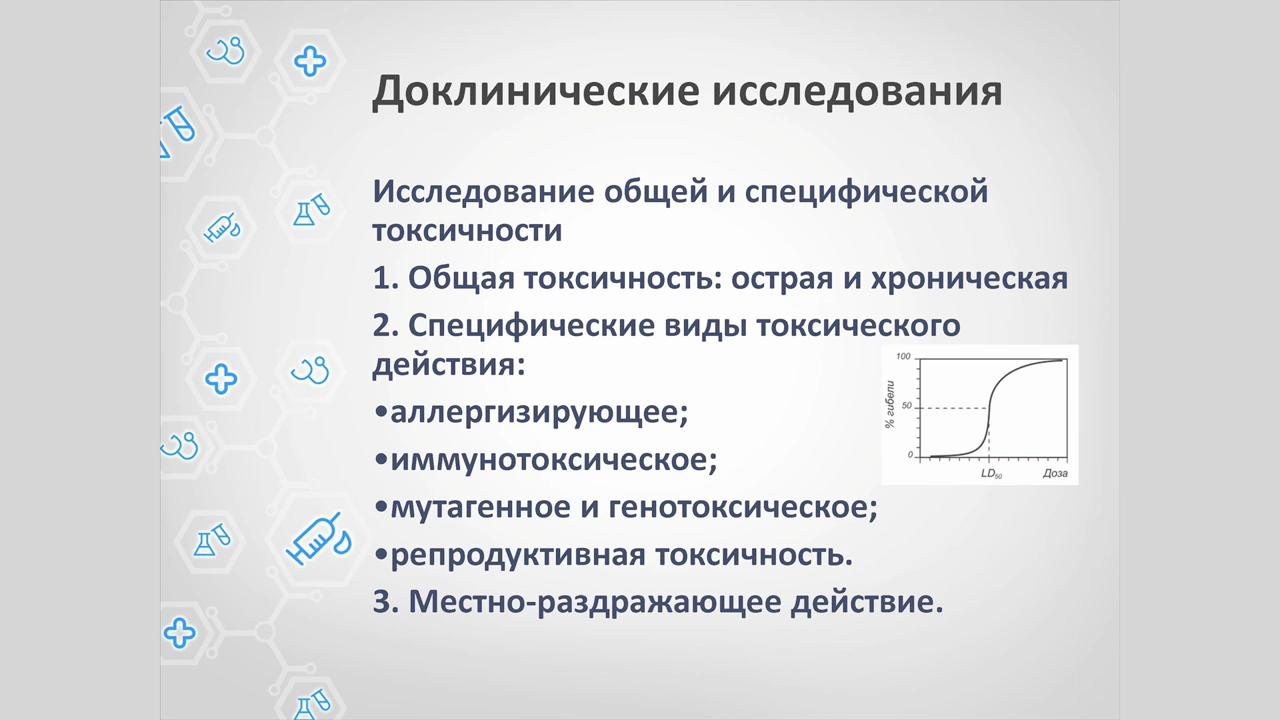 Доклинические исследования
Исследование общей и специфической
токсичности
1. Общая токсичность: острая и хроническая
2. Специфические виды токсического
действия:
•аллергизирующее;
•иммунотоксическое;
•мутагенное и генотоксическое;
•репродуктивная токсичность.
3. Местно-раздражающее действие.
100
% гибели
50
0
LD50
Доза